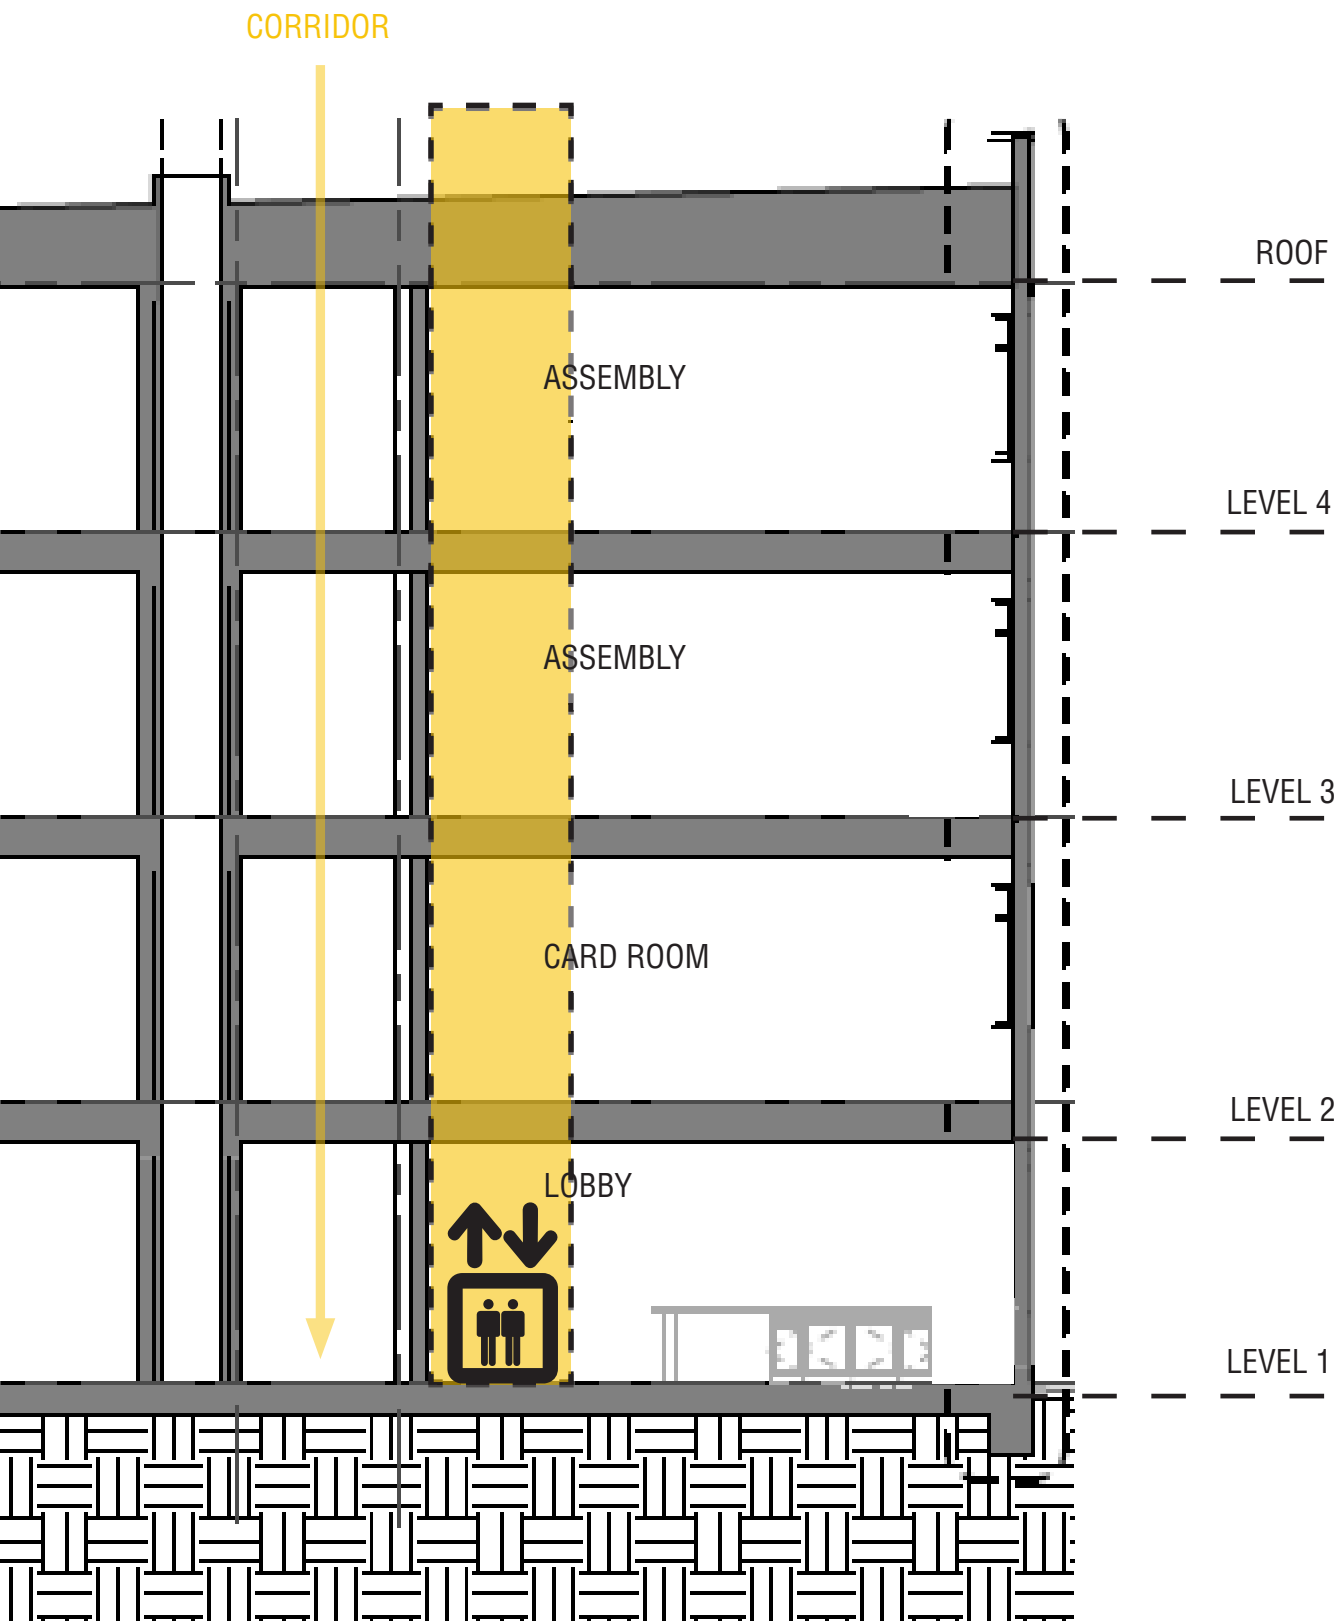 CORRIDOR
ROOF
ASSEMBLY
LEVEL 4
ASSEMBLY
LEVEL 3
CARD ROOM
LEVEL 2
LOBBY
LEVEL 1